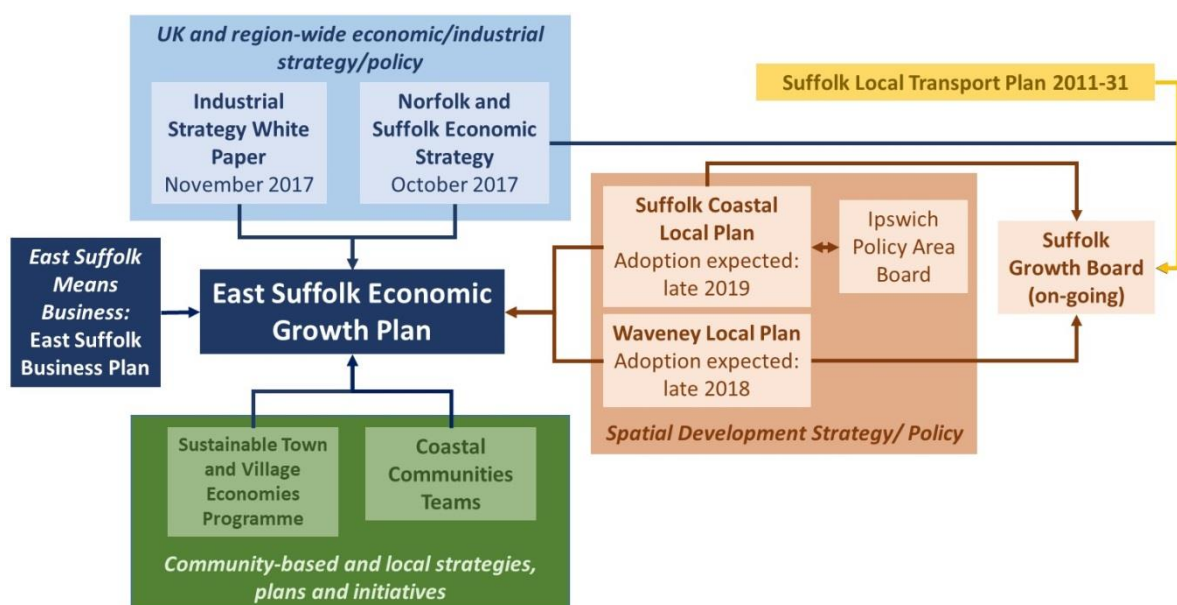 UK and region-wide economic/industrial
strategy/policy
Industrial
Strategy White
Paper
November 2017
Norfolk and
Suffolk Economic
Strategy
October 2017
Suffolk Local Transport Plan 2011-31
East Suffolk
Means
Business:
East Suffolk
Business Plan
East Suffolk Economic
Growth Plan
Suffolk Coastal
Local Plan
Adoption expected:
late 2019
Ipswich
Policy Area
Board
Waveney Local Plan
Adoption expected:
late 2018
Spatial Development Strategy/ Policy
Suffolk
Growth Board
(on-going)
Sustainable Town
and Village
Economies
Programme
Coastal
Communities
Teams
Community-based and local strategies,
plans and initiatives